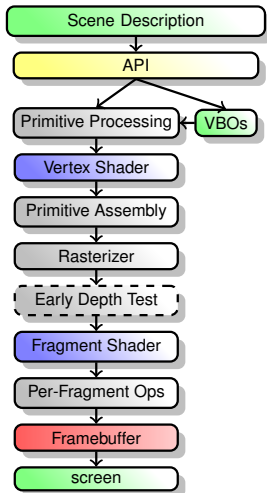 Scene Description
API
Primitive Processing
VBOs
Vertex Shader
Primitive Assembly
Rasterizer
Early Depth Test
Fragment Shader
Per-Fragment Ops
Framebuffer
screen